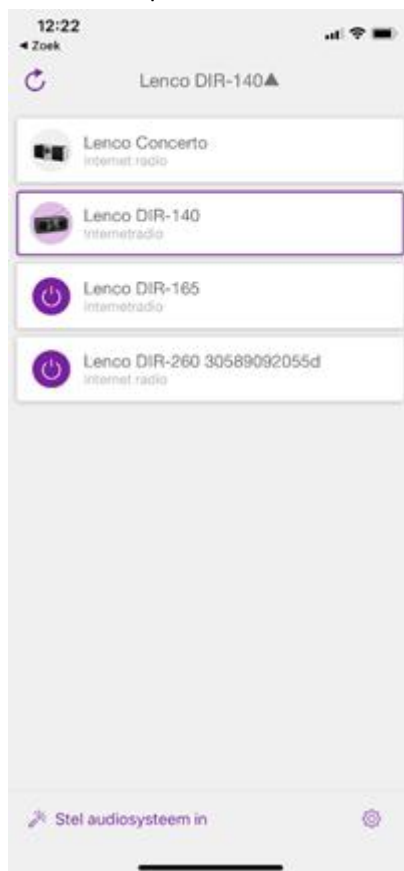 12:22
◀ Zoek
Lenco DIR-140▲
Lenco Concerto
Internet radio
Lenco DIR-140
Internetradio
Lenco DIR-165
Internetradio
Lenco DIR-260 30589092055d
Internet radio
Stel audiosysteem in